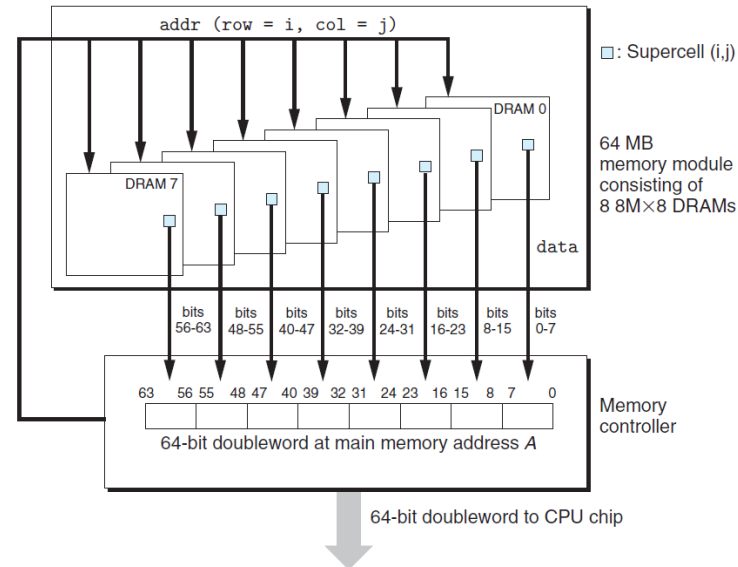 addr (row = i, col = j)
: Supercell (i,j)
DRAM 0
DRAM 7
64 MB
memory module
consisting of
8 8M×8 DRAMs
data
bits
56-63
bits
48-55
bits
40-47
bits
32-39
bits
24-31
bits
16-23
bits
8-15
bits
0-7
63 56 55 48 47 40 39 32 31 24 23 16 15 8 7 0
64-bit doubleword at main memory address A
Memory
controller
64-bit doubleword to CPU chip